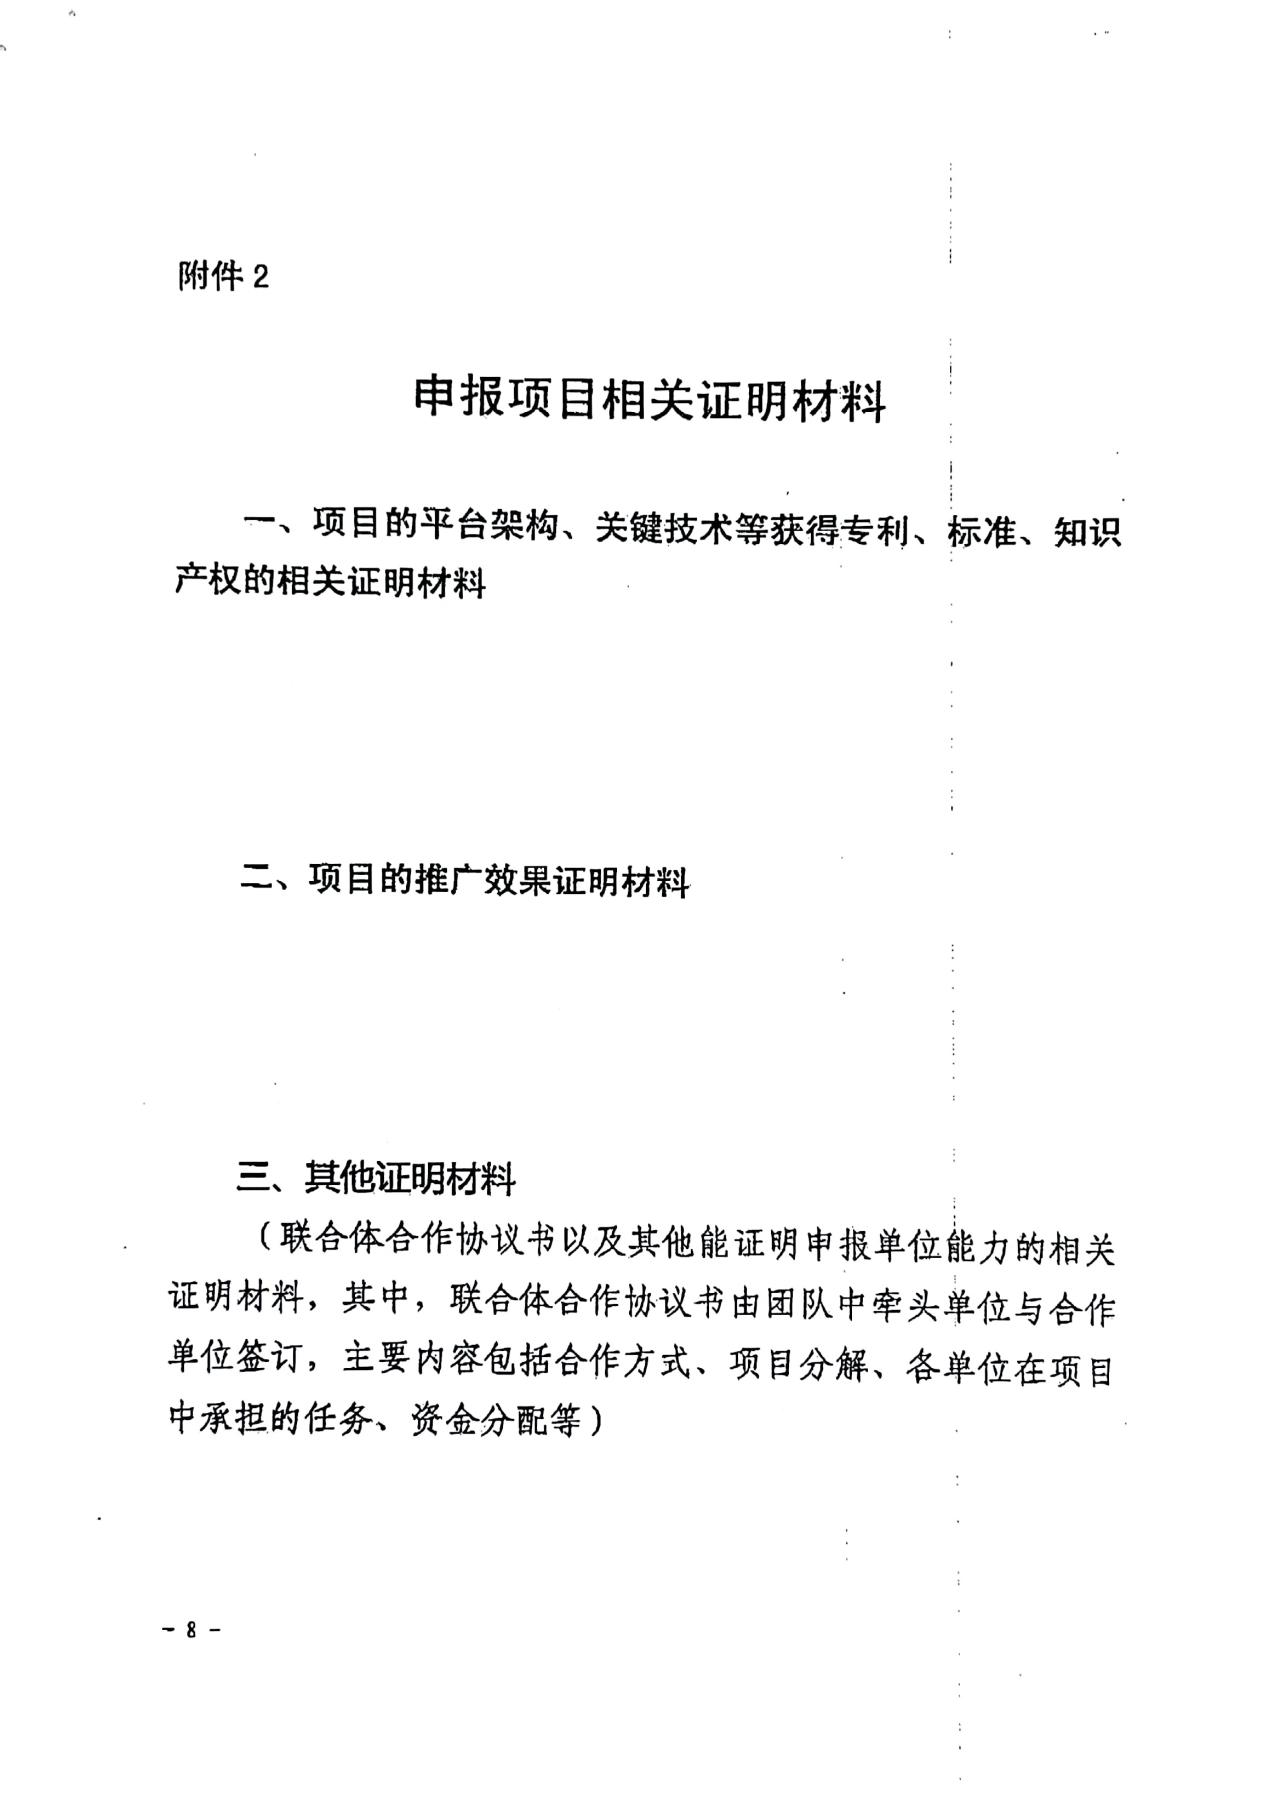 附件2
申报项目相关证明材料
一、项目的平台架构、关键技术等获得专利、标准、知识
产权的相关证明材料
二、项目的推广效果证明材料
三、其他证明材料
（联合体合作协议书以及其他能证明申报单位能力的相关
证明材料，其中，联合体合作协议书由团队中牵头单位与合作
单位签订，主要内容包括合作方式、项目分解、各单位在项目
中承担的任务、资金分配等）
- 8 -